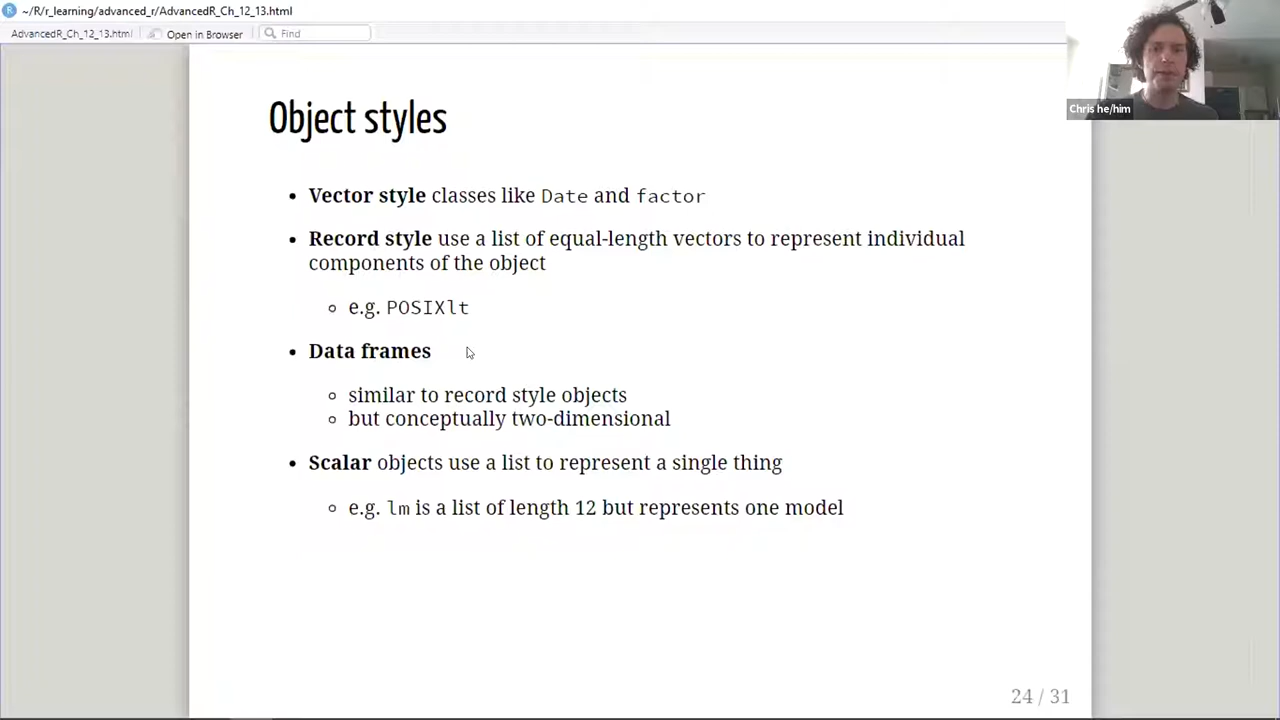 ~/R/r_learning/advanced_r/AdvancedR_Ch_12_13.html
AdvancedR_Ch_12_13.html
Open in Browser
Find
Chris he/him
Object styles
• Vector style classes like Date and factor
• Record style use a list of equal-length vectors to represent individual
components of the object
◦ e.g. POSIXlt
• Data frames
◦ similar to record style objects
◦ but conceptually two-dimensional
• Scalar objects use a list to represent a single thing
◦ e.g. lm is a list of length 12 but represents one model
24 / 31